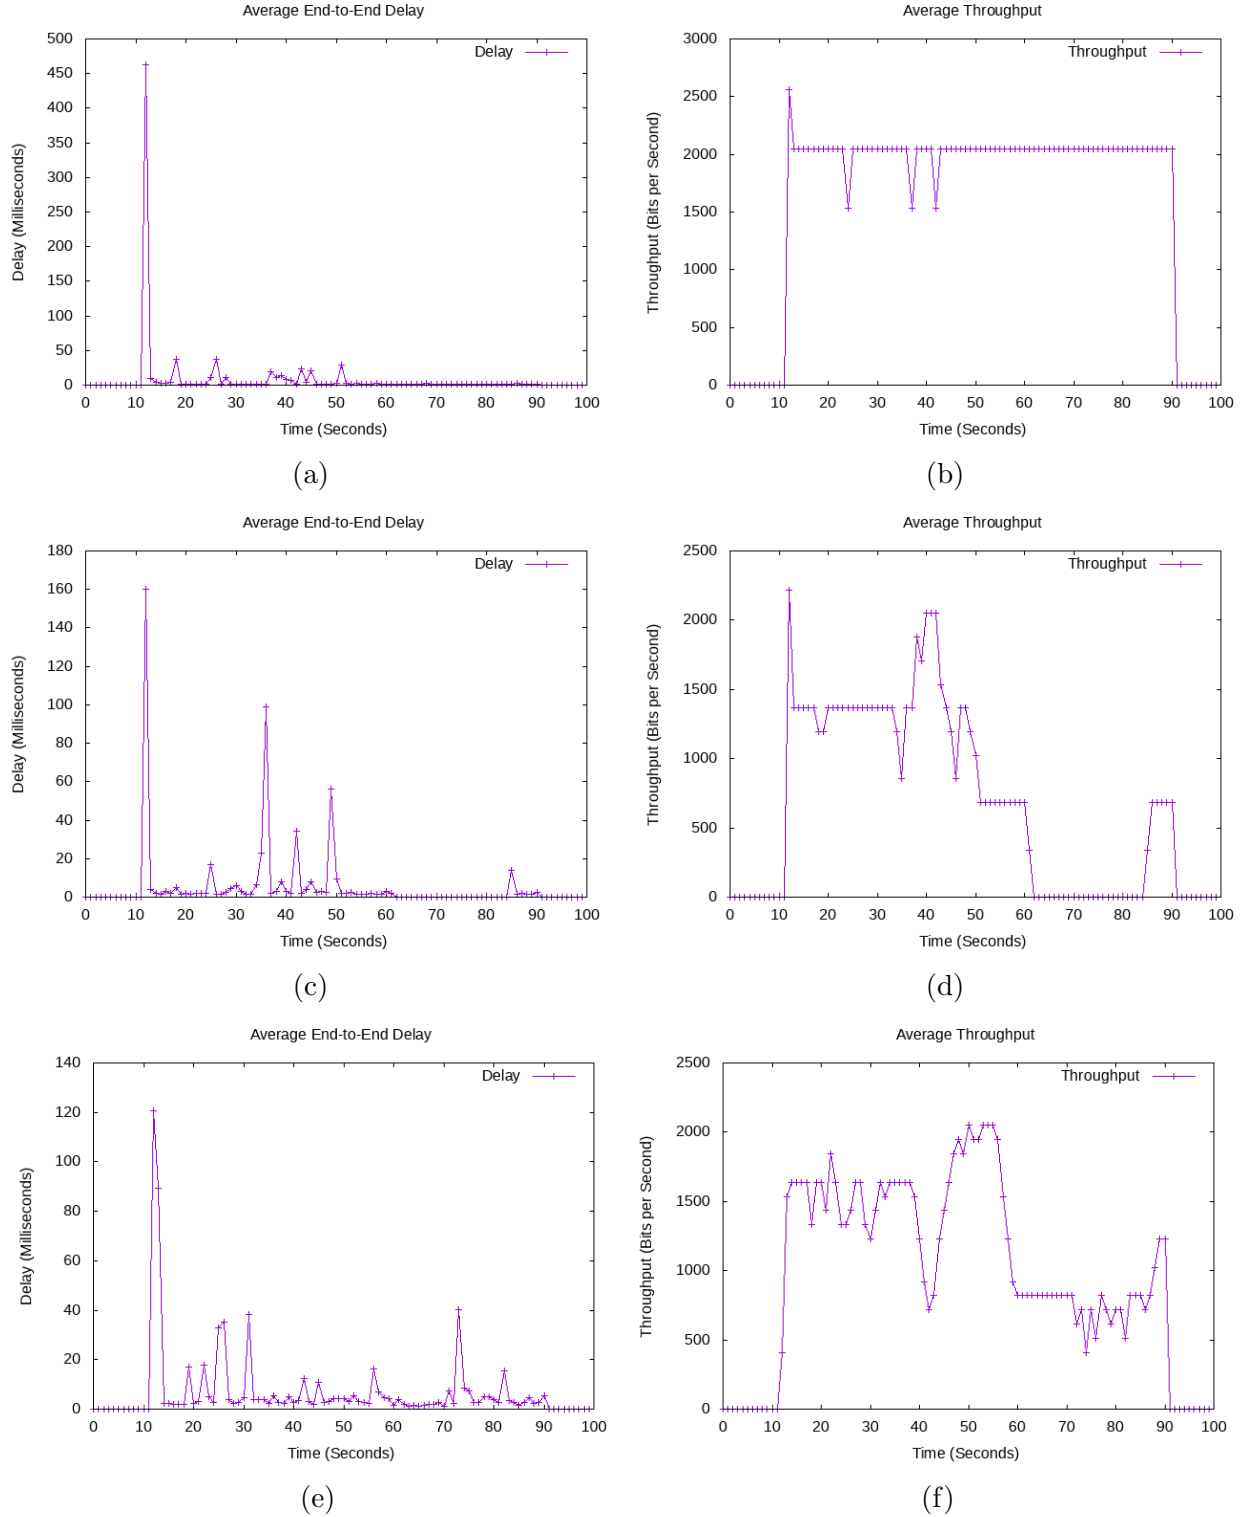 Average End-to-End Delay
Delay
500
450
400
350
300
250
200
150
100
50
0
Delay (Milliseconds)
0 10 20 30 40 50 60 70 80 90 100
Time (Seconds)
(a)
Average Throughput
Throughput
3000
2500
2000
1500
1000
500
0
Throughput (Bits per Second)
0 10 20 30 40 50 60 70 80 90 100
Time (Seconds)
(b)
Average End-to-End Delay
Delay
180
160
140
120
100
80
60
40
20
0
Delay (Milliseconds)
0 10 20 30 40 50 60 70 80 90 100
Time (Seconds)
(c)
Average Throughput
Throughput
2500
2000
1500
1000
500
0
Throughput (Bits per Second)
0 10 20 30 40 50 60 70 80 90 100
Time (Seconds)
(d)
Average End-to-End Delay
Delay
140
120
100
80
60
40
20
0
Delay (Milliseconds)
0 10 20 30 40 50 60 70 80 90 100
Time (Seconds)
(e)
Average Throughput
Throughput
2500
2000
1500
1000
500
0
Throughput (Bits per Second)
0 10 20 30 40 50 60 70 80 90 100
Time (Seconds)
(f)